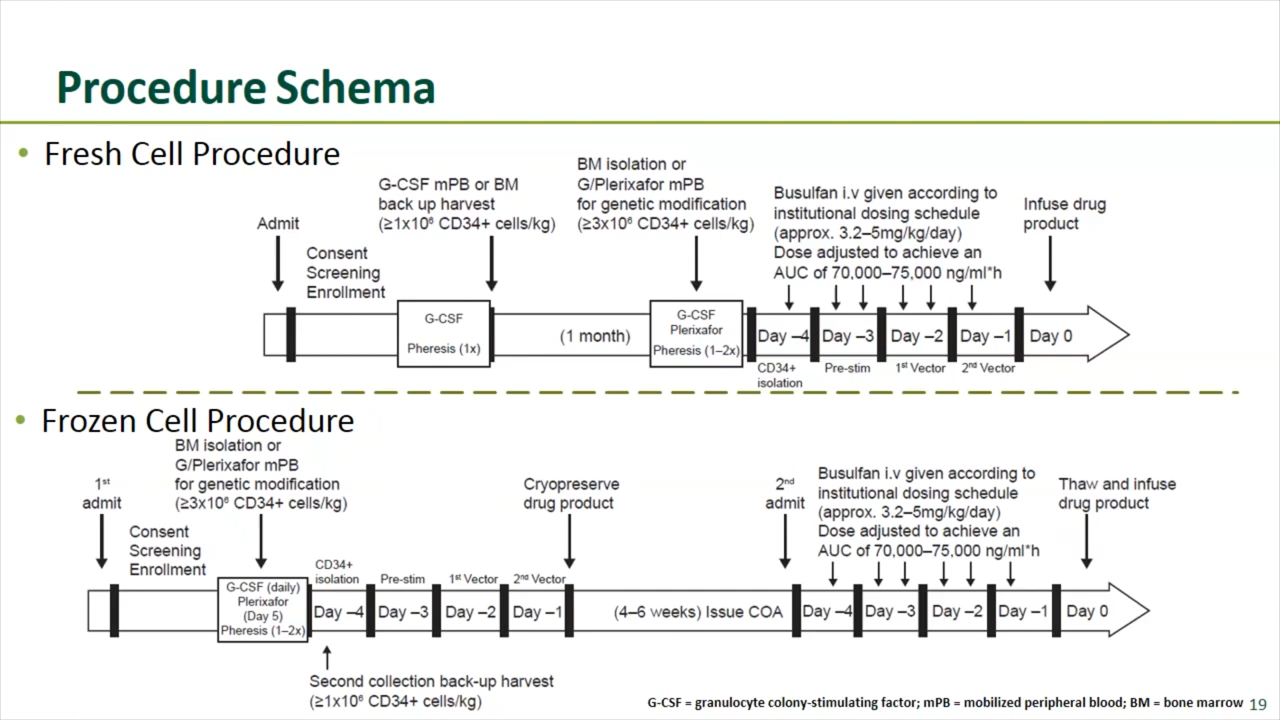 Procedure Schema
• Fresh Cell Procedure
Admit
Consent
Screening
Enrollment
G-CSF mPB or BM
back up harvest
(≥1x10⁶ CD34+ cells/kg)
BM isolation or
G/Plerixafor mPB
for genetic modification
(≥3x10⁶ CD34+ cells/kg)
Busulfan i.v given according to
institutional dosing schedule
(approx. 3.2–5mg/kg/day)
Dose adjusted to achieve an
AUC of 70,000–75,000 ng/ml*h
Infuse drug
product
G-CSF
Pheresis (1x)
(1 month)
G-CSF
Plerixafor
Pheresis (1–2x)
Day –4
Day –3
Day –2
Day –1
Day 0
CD34+
isolation
Pre-stim
1st Vector
2nd Vector
• Frozen Cell Procedure
1st
admit
Consent
Screening
Enrollment
BM isolation or
G/Plerixafor mPB
for genetic modification
(≥3x10⁶ CD34+ cells/kg)
Cryopreserve
drug product
2nd
admit
Busulfan i.v given according to
institutional dosing schedule
(approx. 3.2–5mg/kg/day)
Dose adjusted to achieve an
AUC of 70,000–75,000 ng/ml*h
Thaw and infuse
drug product
G-CSF (daily)
Plerixafor
(Day 5)
Pheresis (1–2x)
CD34+
isolation
Pre-stim
1st Vector
2nd Vector
Day –4
Day –3
Day –2
Day –1
(4–6 weeks) Issue COA
Day –4
Day –3
Day –2
Day –1
Day 0
Second collection back-up harvest
(≥1x10⁶ CD34+ cells/kg)
G-CSF = granulocyte colony-stimulating factor; mPB = mobilized peripheral blood; BM = bone marrow
19